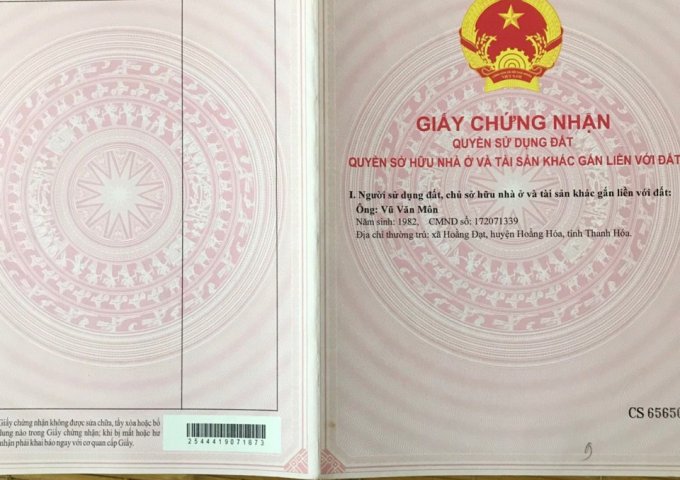 GIẤY CHỨNG NHẬN
QUYỀN SỬ DỤNG ĐẤT
QUYỀN SỞ HỮU NHÀ Ở VÀ TÀI SẢN KHÁC GẮN LIỀN VỚI ĐẤT
I. Người sử dụng đất, chủ sở hữu nhà ở và tài sản khác gắn liền với đất:
Ông: Vũ Văn Môn
Năm sinh: 1982, CMND số: 172071339
Địa chỉ thường trú: xã Hoằng Đạt, huyện Hoằng Hóa, tỉnh Thanh Hóa.
CS 65650
Giấy chứng nhận không được sửa chữa, tẩy xóa hoặc bổ
dung nào trong Giấy chứng nhận; khi bị mất hoặc hư
nhận phải khai báo ngay với cơ quan cấp Giấy.
2544419071873